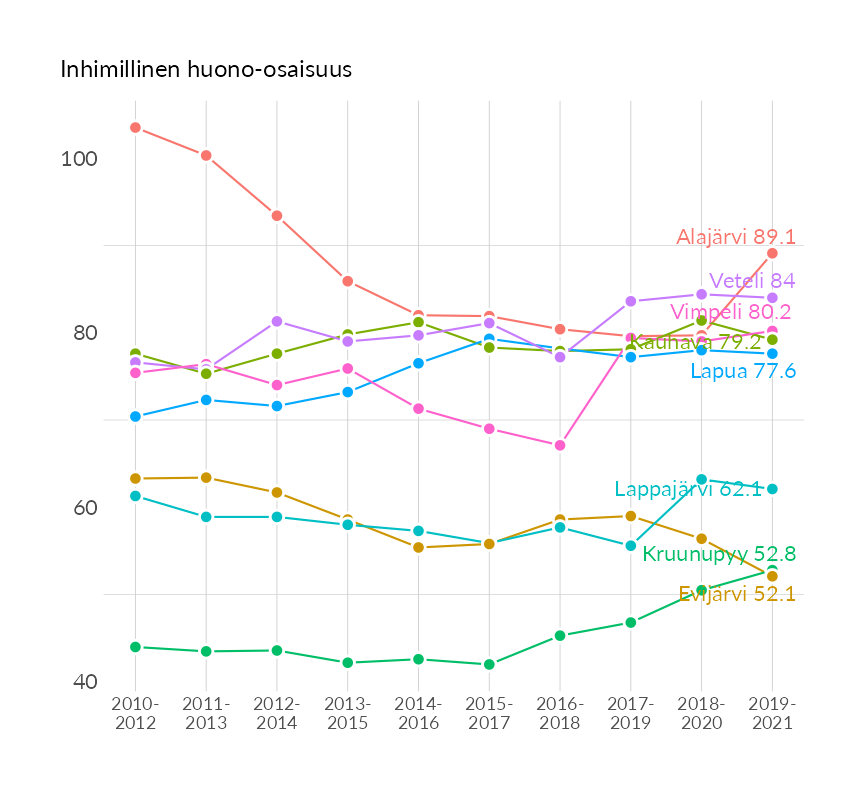 Inhimillinen huono-osaisuus
100
80
60
40
Alajärvi 89.1
Veteli 84
Vimpeli 80.2
Kauhava 79.2
Lapua 77.6
Lappajärvi 62.1
Kruunupyy 52.8
Evijärvi 52.1
2010- 2011- 2012- 2013- 2014- 2015- 2016- 2017- 2018- 2019-
2012 2013 2014 2015 2016 2017 2018 2019 2020 2021